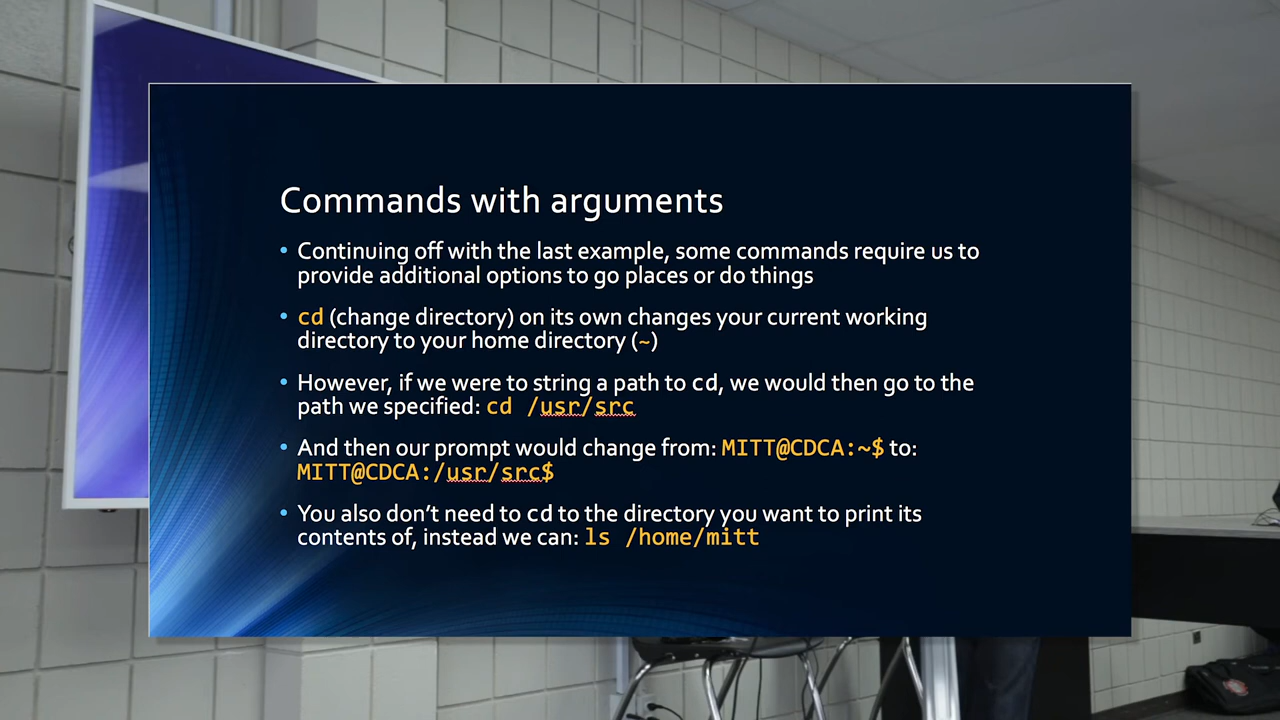 Commands with arguments
• Continuing off with the last example, some commands require us to
provide additional options to go places or do things
• cd (change directory) on its own changes your current working
directory to your home directory (~)
• However, if we were to string a path to cd, we would then go to the
path we specified: cd /usr/src
• And then our prompt would change from: MITT@CDCA:~$ to:
MITT@CDCA:/usr/src$
• You also don’t need to cd to the directory you want to print its
contents of, instead we can: ls /home/mitt